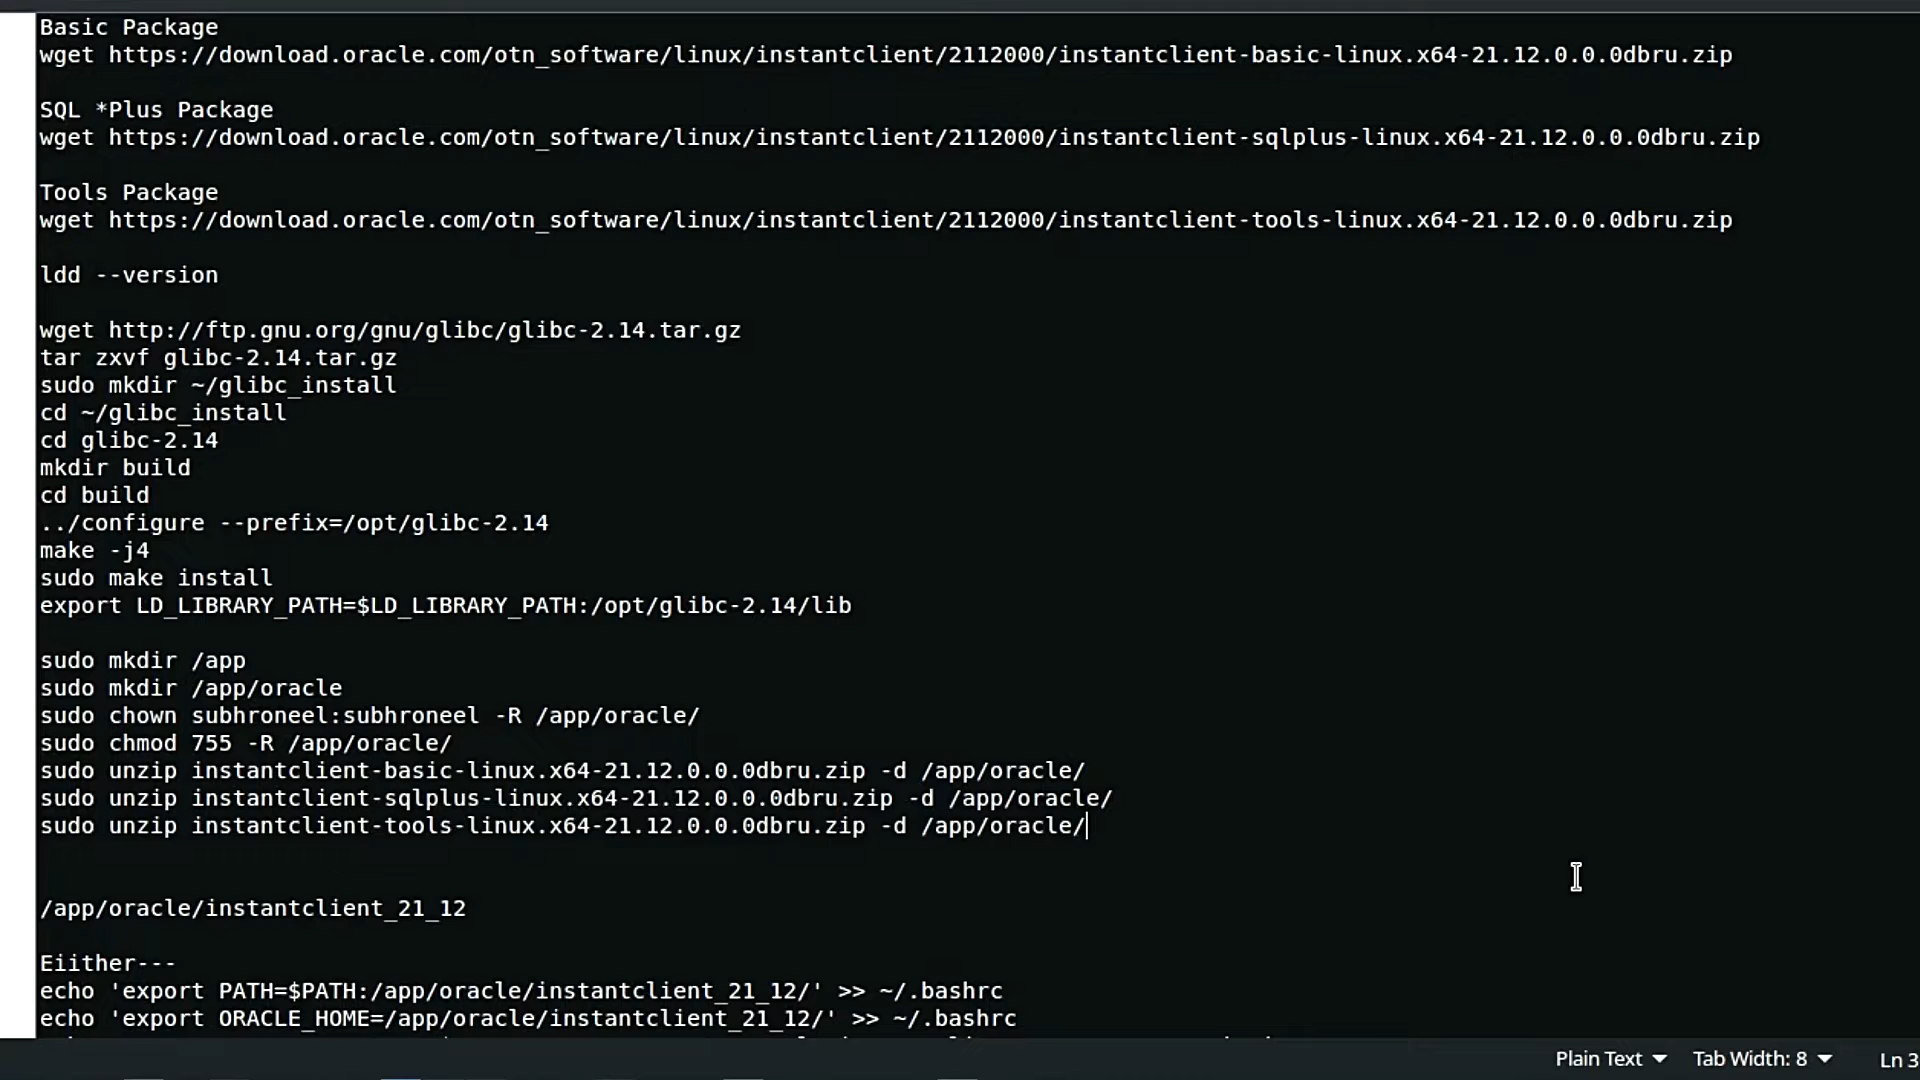 Basic Package
wget https://download.oracle.com/otn_software/linux/instantclient/2112000/instantclient-basic-linux.x64-21.12.0.0.0dbru.zip
SQL *Plus Package
wget https://download.oracle.com/otn_software/linux/instantclient/2112000/instantclient-sqlplus-linux.x64-21.12.0.0.0dbru.zip
Tools Package
wget https://download.oracle.com/otn_software/linux/instantclient/2112000/instantclient-tools-linux.x64-21.12.0.0.0dbru.zip
ldd --version
wget http://ftp.gnu.org/gnu/glibc/glibc-2.14.tar.gz
tar zxvf glibc-2.14.tar.gz
sudo mkdir ~/glibc_install
cd ~/glibc_install
cd glibc-2.14
mkdir build
cd build
../configure --prefix=/opt/glibc-2.14
make -j4
sudo make install
export LD_LIBRARY_PATH=$LD_LIBRARY_PATH:/opt/glibc-2.14/lib
sudo mkdir /app
sudo mkdir /app/oracle
sudo chown subhroneel:subhroneel -R /app/oracle/
sudo chmod 755 -R /app/oracle/
sudo unzip instantclient-basic-linux.x64-21.12.0.0.0dbru.zip -d /app/oracle/
sudo unzip instantclient-sqlplus-linux.x64-21.12.0.0.0dbru.zip -d /app/oracle/
sudo unzip instantclient-tools-linux.x64-21.12.0.0.0dbru.zip -d /app/oracle/
/app/oracle/instantclient_21_12
Eiither---
echo 'export PATH=$PATH:/app/oracle/instantclient_21_12/' >> ~/.bashrc
echo 'export ORACLE_HOME=/app/oracle/instantclient_21_12/' >> ~/.bashrc
Plain Text Tab Width: 8 Ln 3